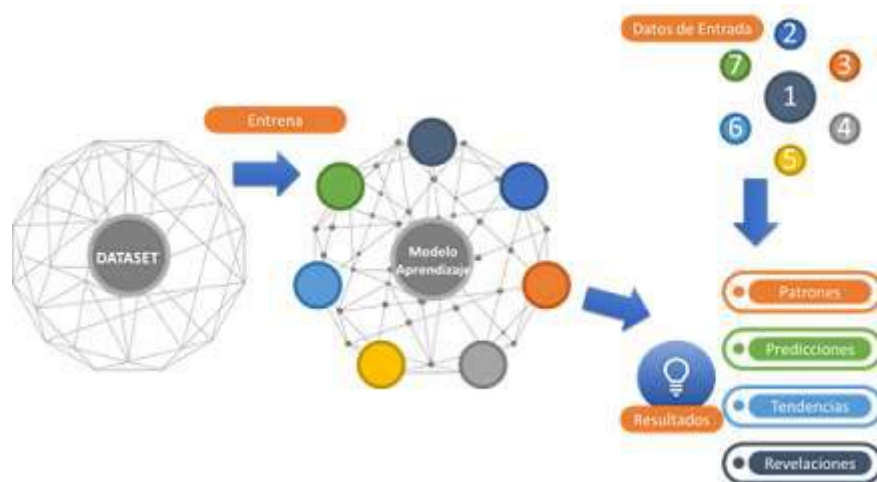 Datos de Entrada
2
7
3
1
6
4
5
Entrena
DATASET
Modelo
Aprendizaje
Patrones
Predicciones
Tendencias
Resultados
Revelaciones